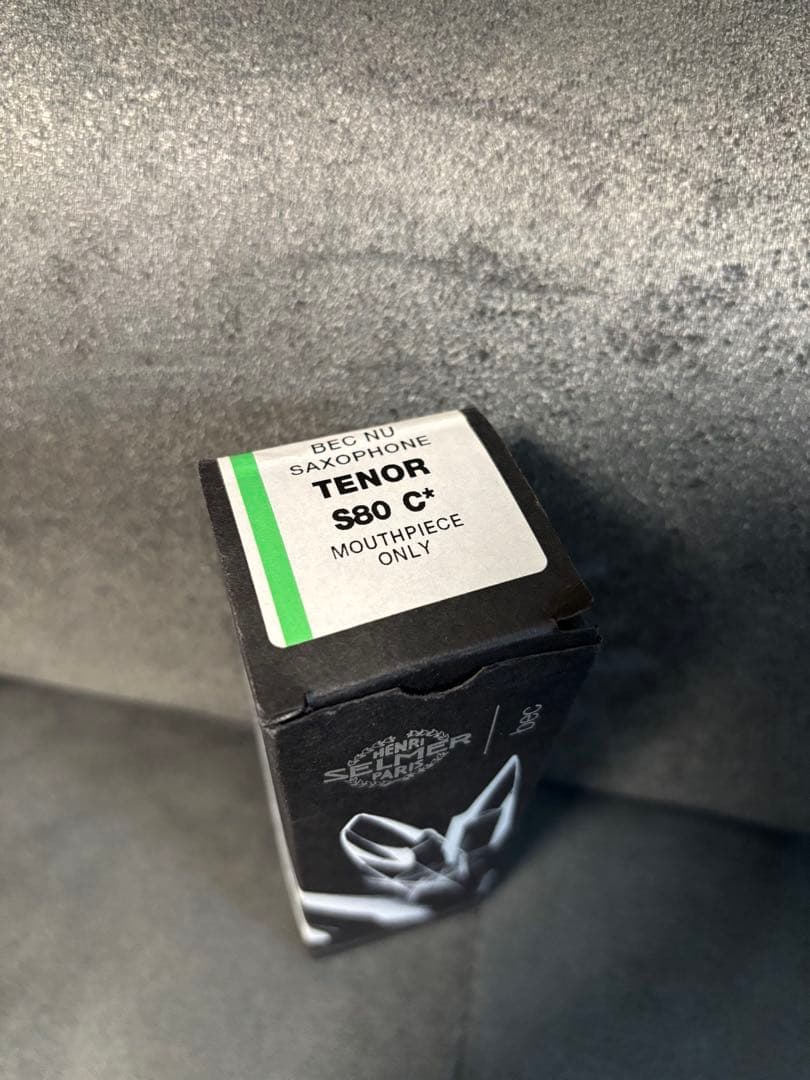 BEC NU
SAXOPHONE
TENOR
S80 C*
MOUTHPIECE
ONLY
HENRI
SELMER
PARIS
bec